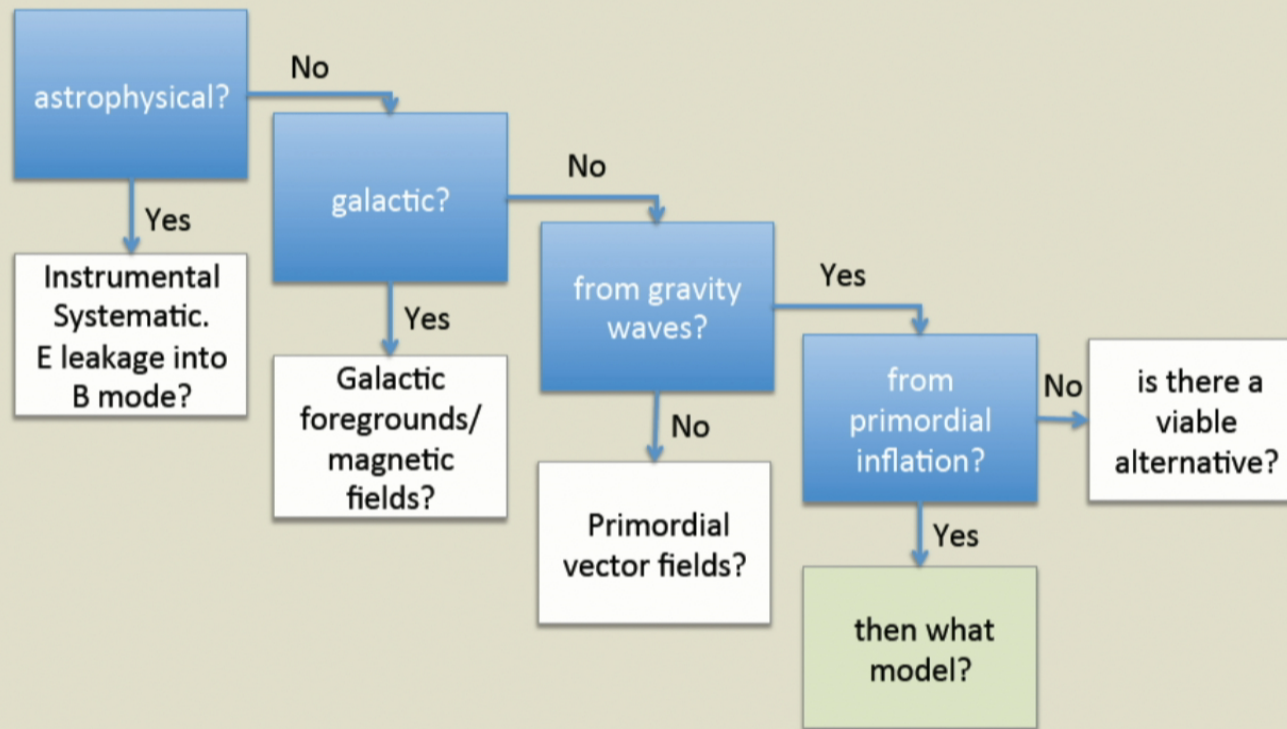 astrophysical?
No
Yes
Instrumental
Systematic.
E leakage into
B mode?
galactic?
No
Yes
Galactic
foregrounds/
magnetic
fields?
from gravity
waves?
Yes
No
Primordial
vector fields?
from
primordial
inflation?
No
is there a
viable
alternative?
Yes
then what
model?